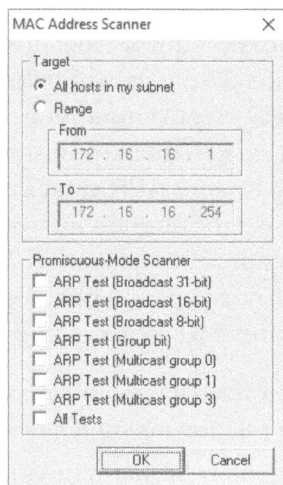 MAC Address Scanner
Target
All hosts in my subnet
Range
From
172 . 16 . 16 . 1
To
172 . 16 . 16 . 254
Promiscuous-Mode Scanner
ARP Test (Broadcast 31-bit)
ARP Test (Broadcast 16-bit)
ARP Test (Broadcast 8-bit)
ARP Test (Group bit)
ARP Test (Multicast group 0)
ARP Test (Multicast group 1)
ARP Test (Multicast group 3)
All Tests
OK Cancel